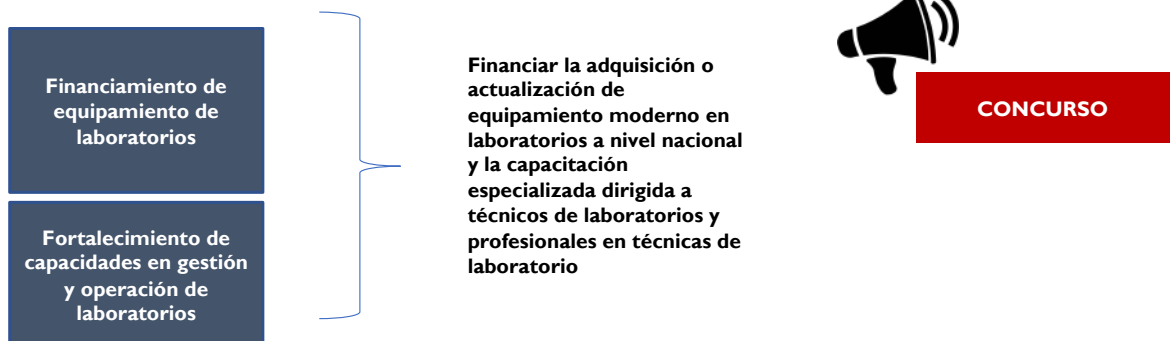 Financiamiento de
equipamiento de
laboratorios
Fortalecimiento de
capacidades en gestión
y operación de
laboratorios
Financiar la adquisición o
actualización de
equipamiento moderno en
laboratorios a nivel nacional
y la capacitación
especializada dirigida a
técnicos de laboratorios y
profesionales en técnicas de
laboratorio
CONCURSO